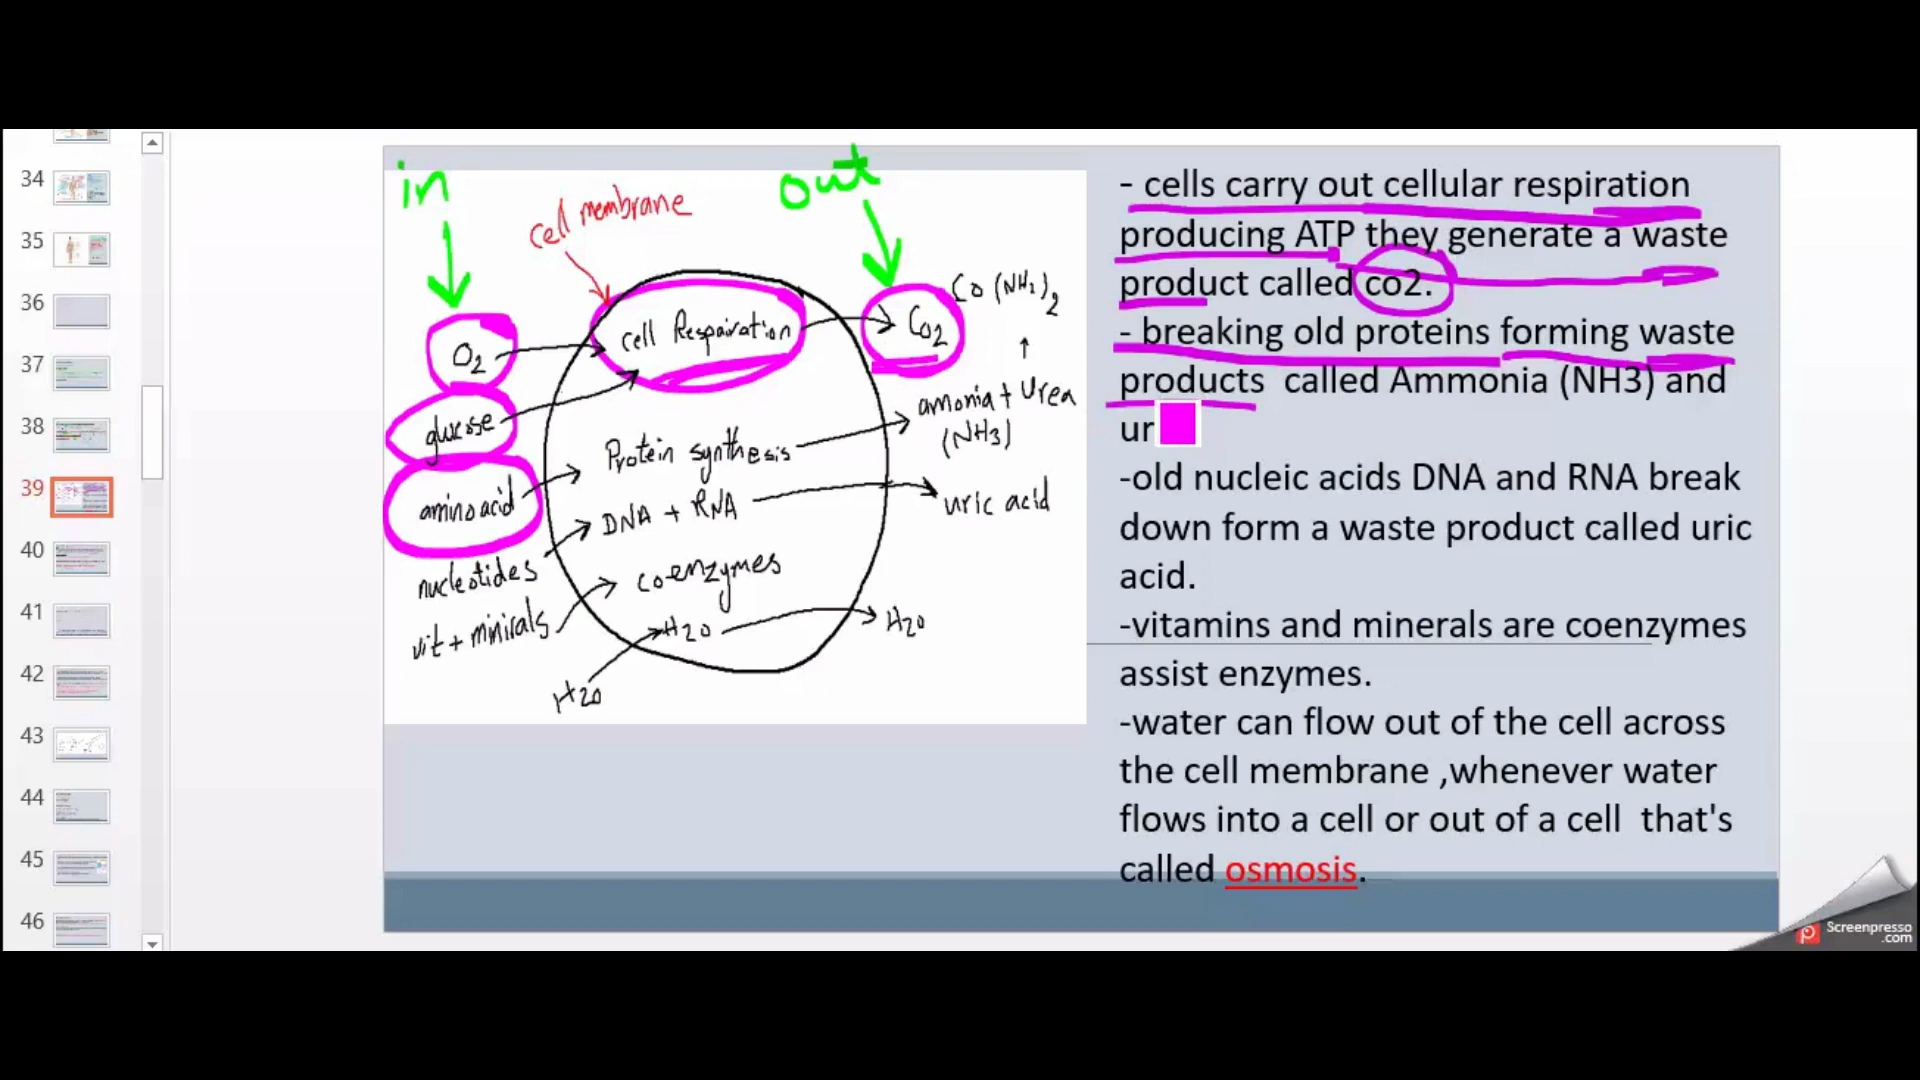 34
35
36
37
38
39
40
41
42
43
44
45
46
in
out
cell membrane
O2
cell Respairation
Co2
Co (NH2)2
glucose
amonia + Urea
(NH3)
Protein synthesis
aminoacid
DNA + RNA
uric acid
nucleotides
coenzymes
vit + minirals
H2O
H2O
H2O
- cells carry out cellular respiration
producing ATP they generate a waste
product called co2.
- breaking old proteins forming waste
products called Ammonia (NH3) and
ur
-old nucleic acids DNA and RNA break
down form a waste product called uric
acid.
-vitamins and minerals are coenzymes
assist enzymes.
-water can flow out of the cell across
the cell membrane ,whenever water
flows into a cell or out of a cell that's
called osmosis.
Screenpresso
.com